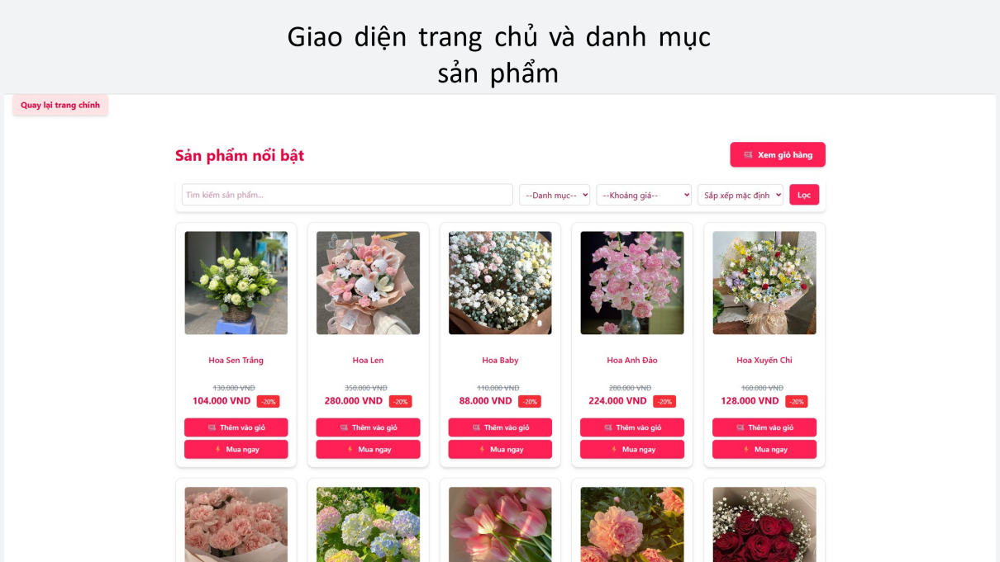 Giao diện trang chủ và danh mục
sản phẩm
Quay lại trang chính
Sản phẩm nổi bật
Xem giỏ hàng
Tìm kiếm sản phẩm...
--Danh mục--
--Khoảng giá--
Sắp xếp mặc định
Lọc
Hoa Sen Trắng
130.000 VND
104.000 VND -20%
Thêm vào giỏ
Mua ngay
Hoa Len
350.000 VND
280.000 VND -20%
Thêm vào giỏ
Mua ngay
Hoa Baby
110.000 VND
88.000 VND -20%
Thêm vào giỏ
Mua ngay
Hoa Anh Đào
280.000 VND
224.000 VND -20%
Thêm vào giỏ
Mua ngay
Hoa Xuyến Chi
160.000 VND
128.000 VND -20%
Thêm vào giỏ
Mua ngay